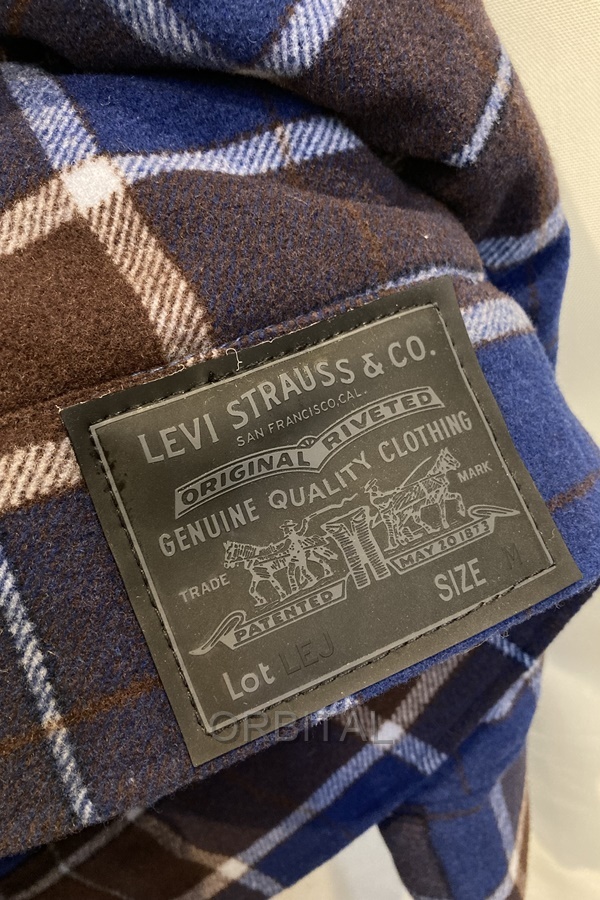 LEVI STRAUSS & CO.
SAN FRANCISCO, CAL.
ORIGINAL RIVETED
GENUINE QUALITY CLOTHING
TRADE MARK
PATENTED MAY 20 1873
SIZE M
Lot LEJ
ORBITAL